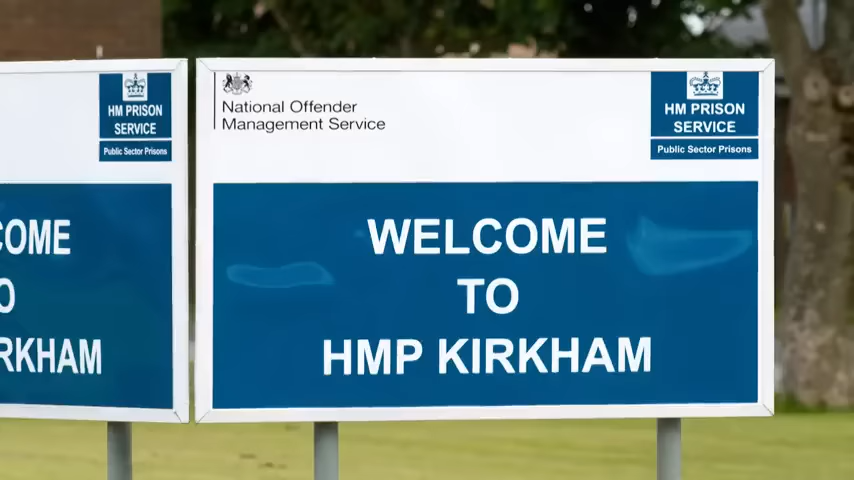 HM PRISON
SERVICE
Public Sector Prisons
COME
O
RKHAM
National Offender
Management Service
HM PRISON
SERVICE
Public Sector Prisons
WELCOME
TO
HMP KIRKHAM